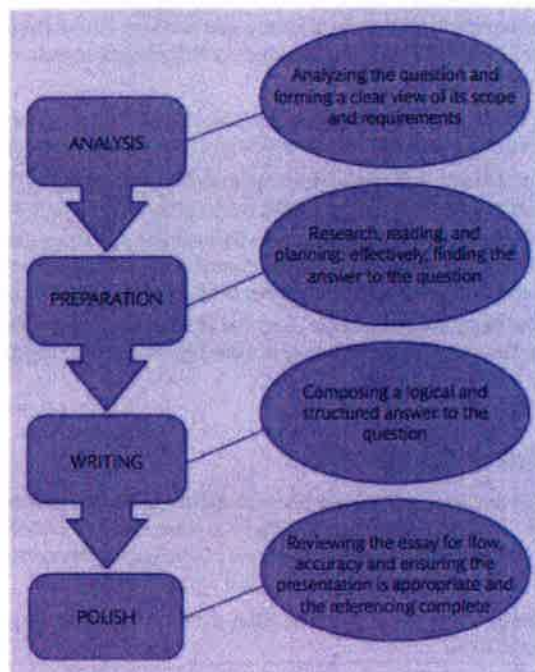 ANALYSIS
Analyzing the question and
forming a clear view of its scope
and requirements
PREPARATION
Research, reading, and
planning; effectively, finding the
answer to the question
WRITING
Composing a logical and
structured answer to the
question
POLISH
Reviewing the essay for flow,
accuracy and ensuring the
presentation is appropriate and
the referencing complete